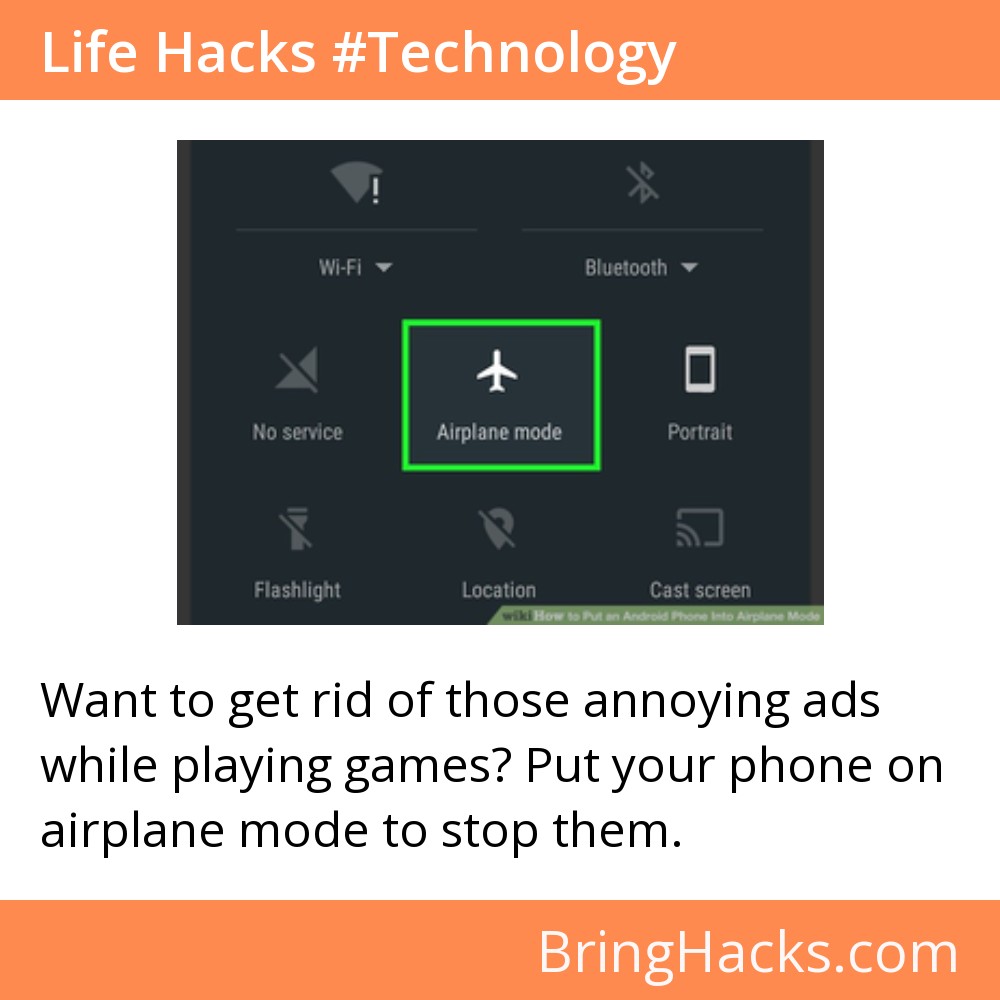 Life Hacks #Technology
Wi-Fi Bluetooth
No service Airplane mode Portrait
Flashlight Location Cast screen
wikiHow to Put an Android Phone Into Airplane Mode
Want to get rid of those annoying ads
while playing games? Put your phone on
airplane mode to stop them.
BringHacks.com